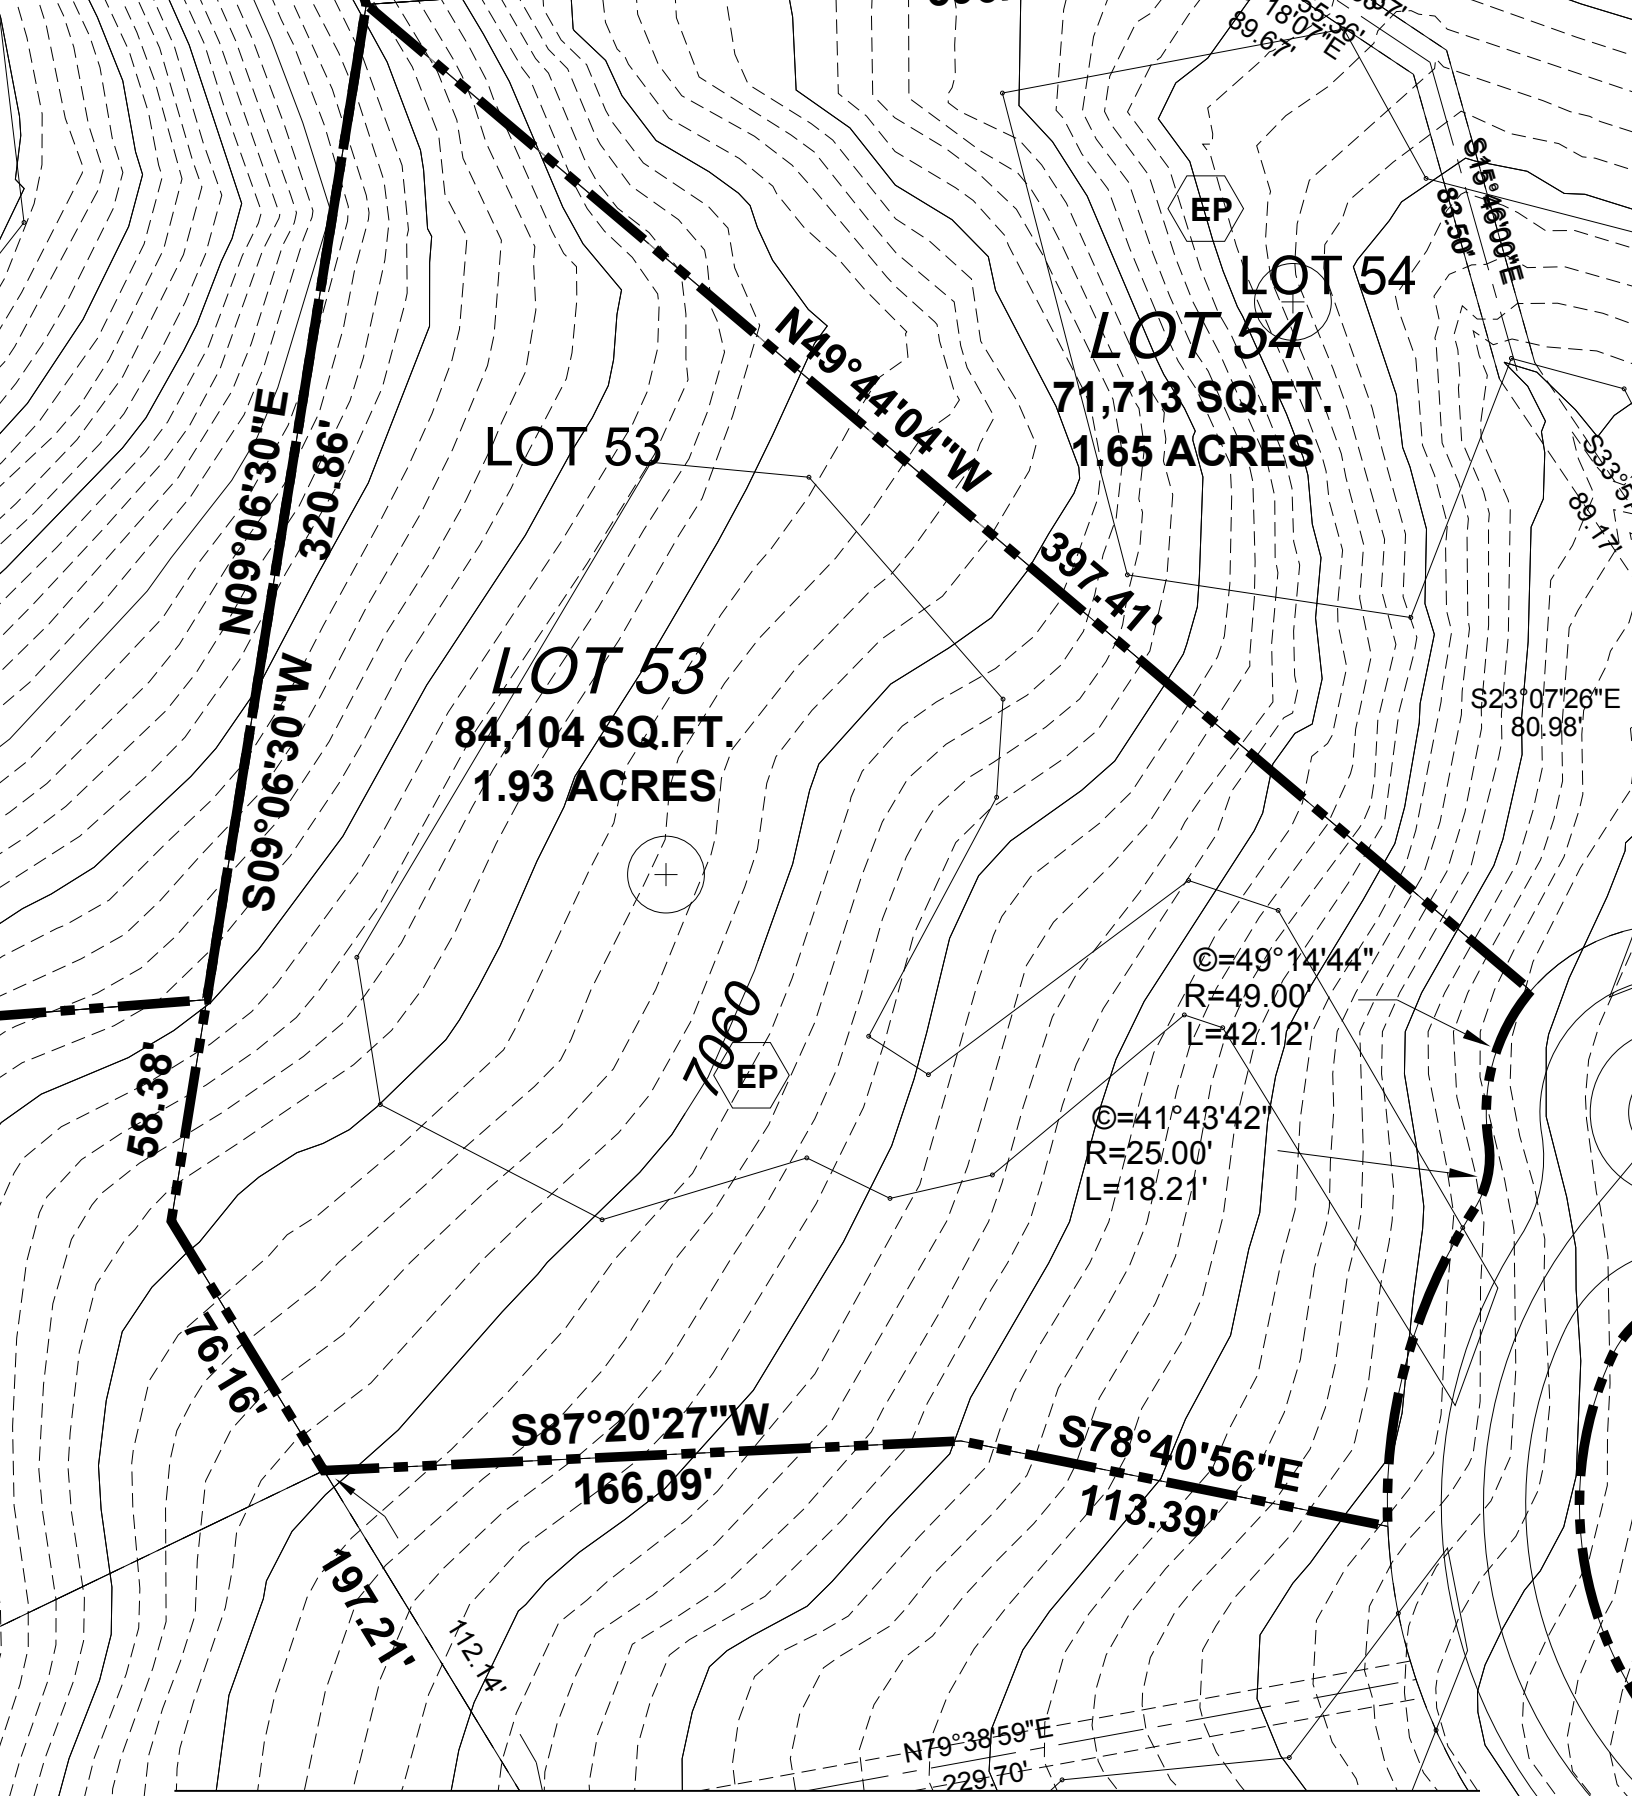 18'07"E
89.67'
S15°46'00"E
83.50'
EP
LOT 54
LOT 54
71,713 SQ.FT.
1.65 ACRES
N49°44'04"W
397.41'
N09°06'30"E
320.86'
LOT 53
LOT 53
84,104 SQ.FT.
1.93 ACRES
S09°06'30"W
89.17'
S23°07'26"E
80.98'
©=49°14'44"
R=49.00'
L=42.12'
7060
EP
58.38'
©=41°43'42"
R=25.00'
L=18.21'
76.16'
S87°20'27"W
166.09'
S78°40'56"E
113.39'
197.21'
112.14'
N79°38'59"E
229.70'